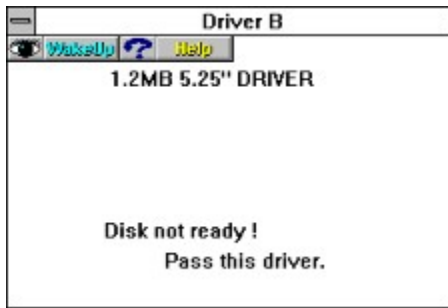 Driver B
WakeUp ? Help
1.2MB 5.25" DRIVER
Disk not ready !
Pass this driver.